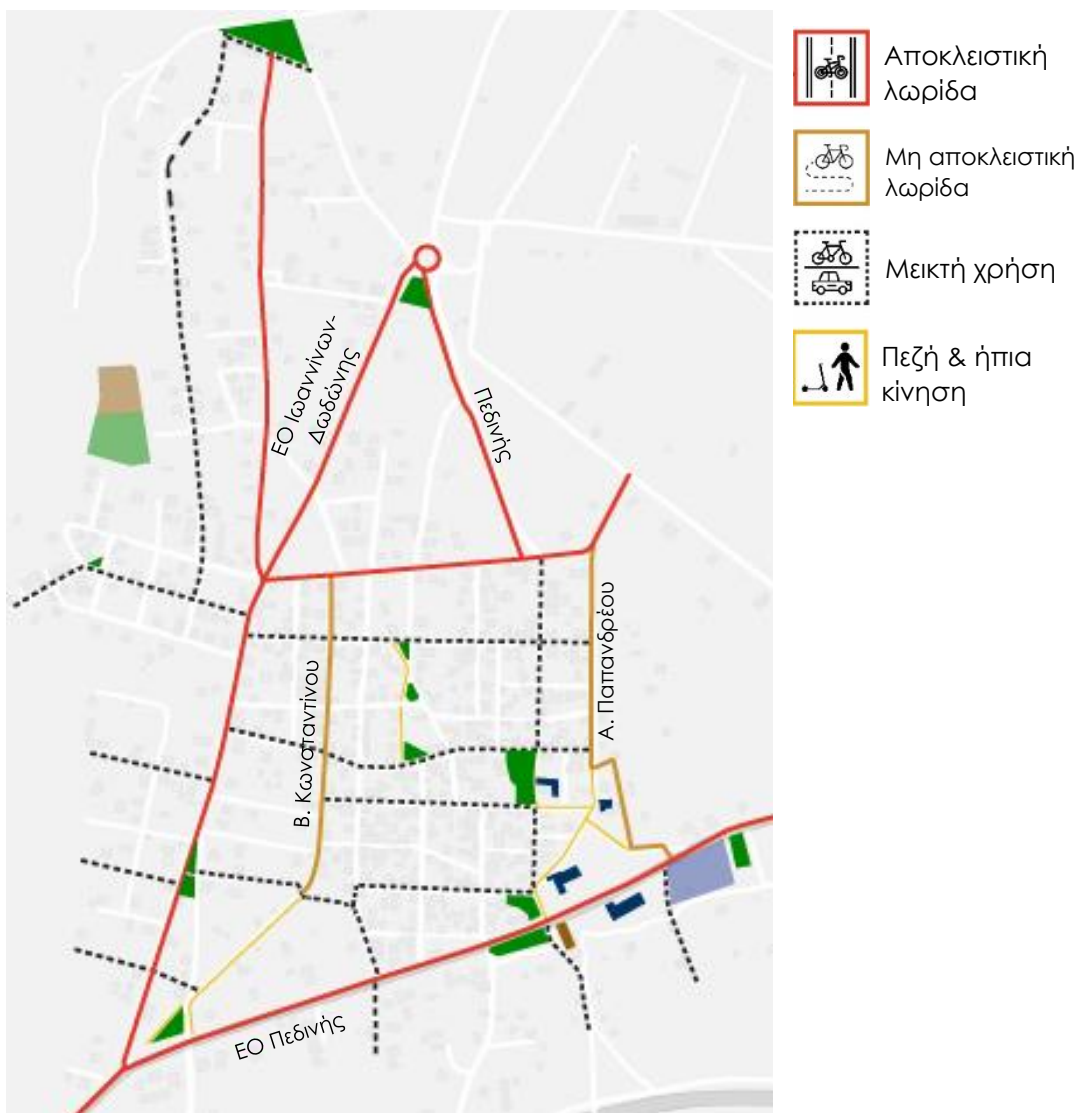 Αποκλειστική
λωρίδα
Μη αποκλειστική
λωρίδα
Μεικτή χρήση
Πεζή & ήπια
κίνηση
ΕΟ Ιωαννίνων-
Δωδώνης
Πεδινής
Α. Παπανδρέου
Β. Κωνσταντίνου
ΕΟ Πεδινής